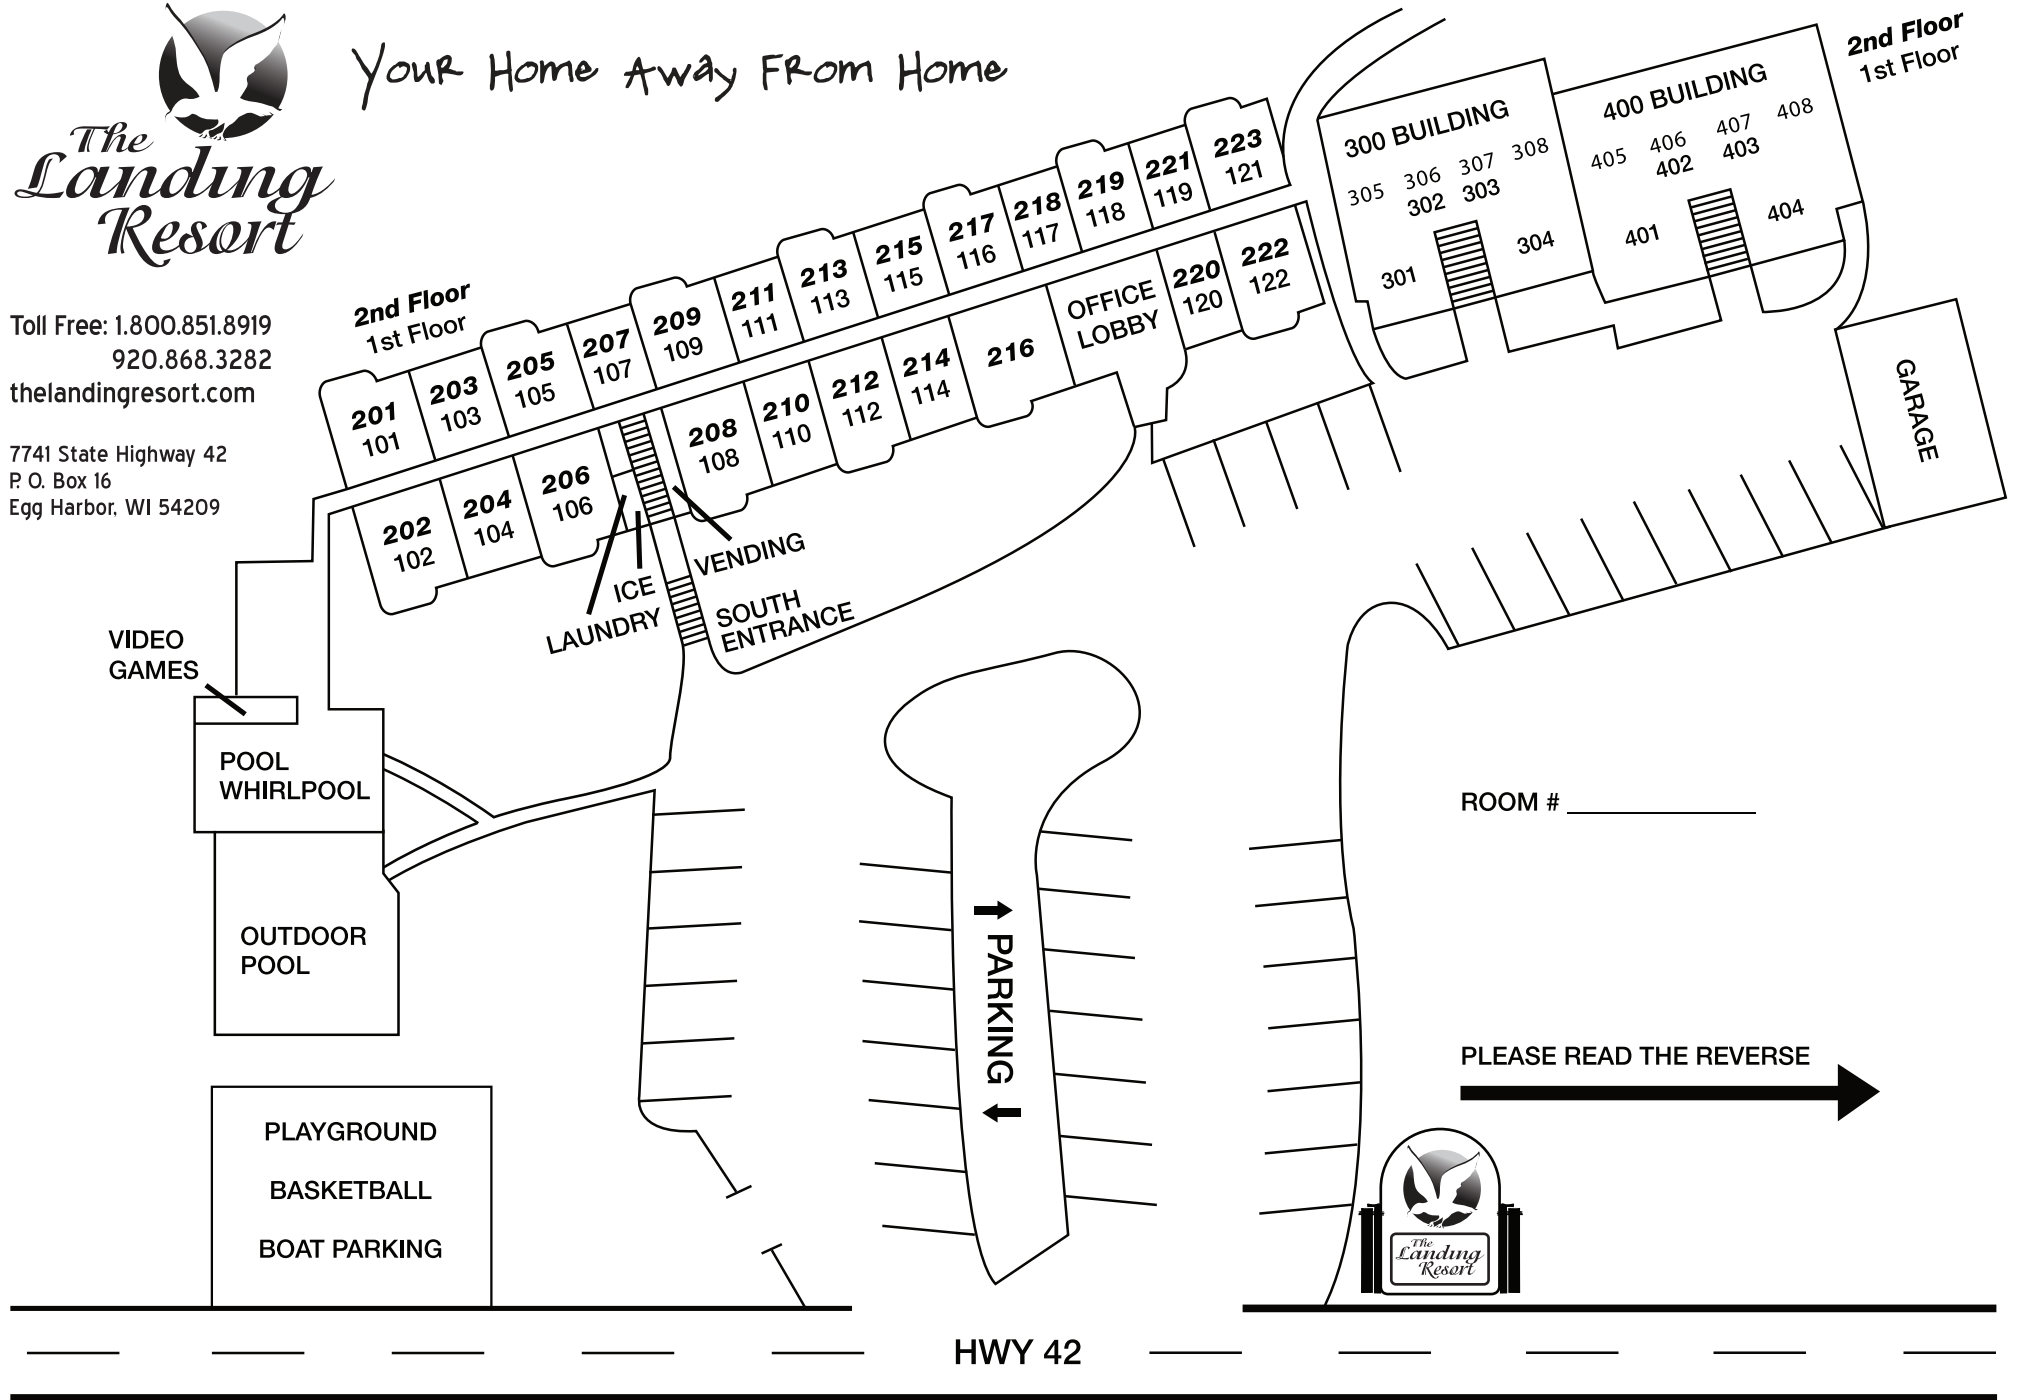 The
Landing
Resort
Your Home Away From Home
Toll Free: 1.800.851.8919
920.868.3282
thelandingresort.com
7741 State Highway 42
P. O. Box 16
Egg Harbor, WI 54209
2nd Floor
1st Floor
201
101
203
103
205
105
207
107
209
109
211
111
213
113
215
115
217
116
218
117
219
118
221
119
223
121
202
102
204
104
206
106
208
108
210
110
212
112
214
114
216
OFFICE
LOBBY
220
120
222
122
VENDING
ICE
LAUNDRY
SOUTH
ENTRANCE
300 BUILDING
305 306 307 308
302 303
301
304
400 BUILDING
405 406 407 408
402 403
401
404
2nd Floor
1st Floor
GARAGE
VIDEO
GAMES
POOL
WHIRLPOOL
OUTDOOR
POOL
PLAYGROUND
BASKETBALL
BOAT PARKING
PARKING
ROOM #
PLEASE READ THE REVERSE
The
Landing
Resort
HWY 42